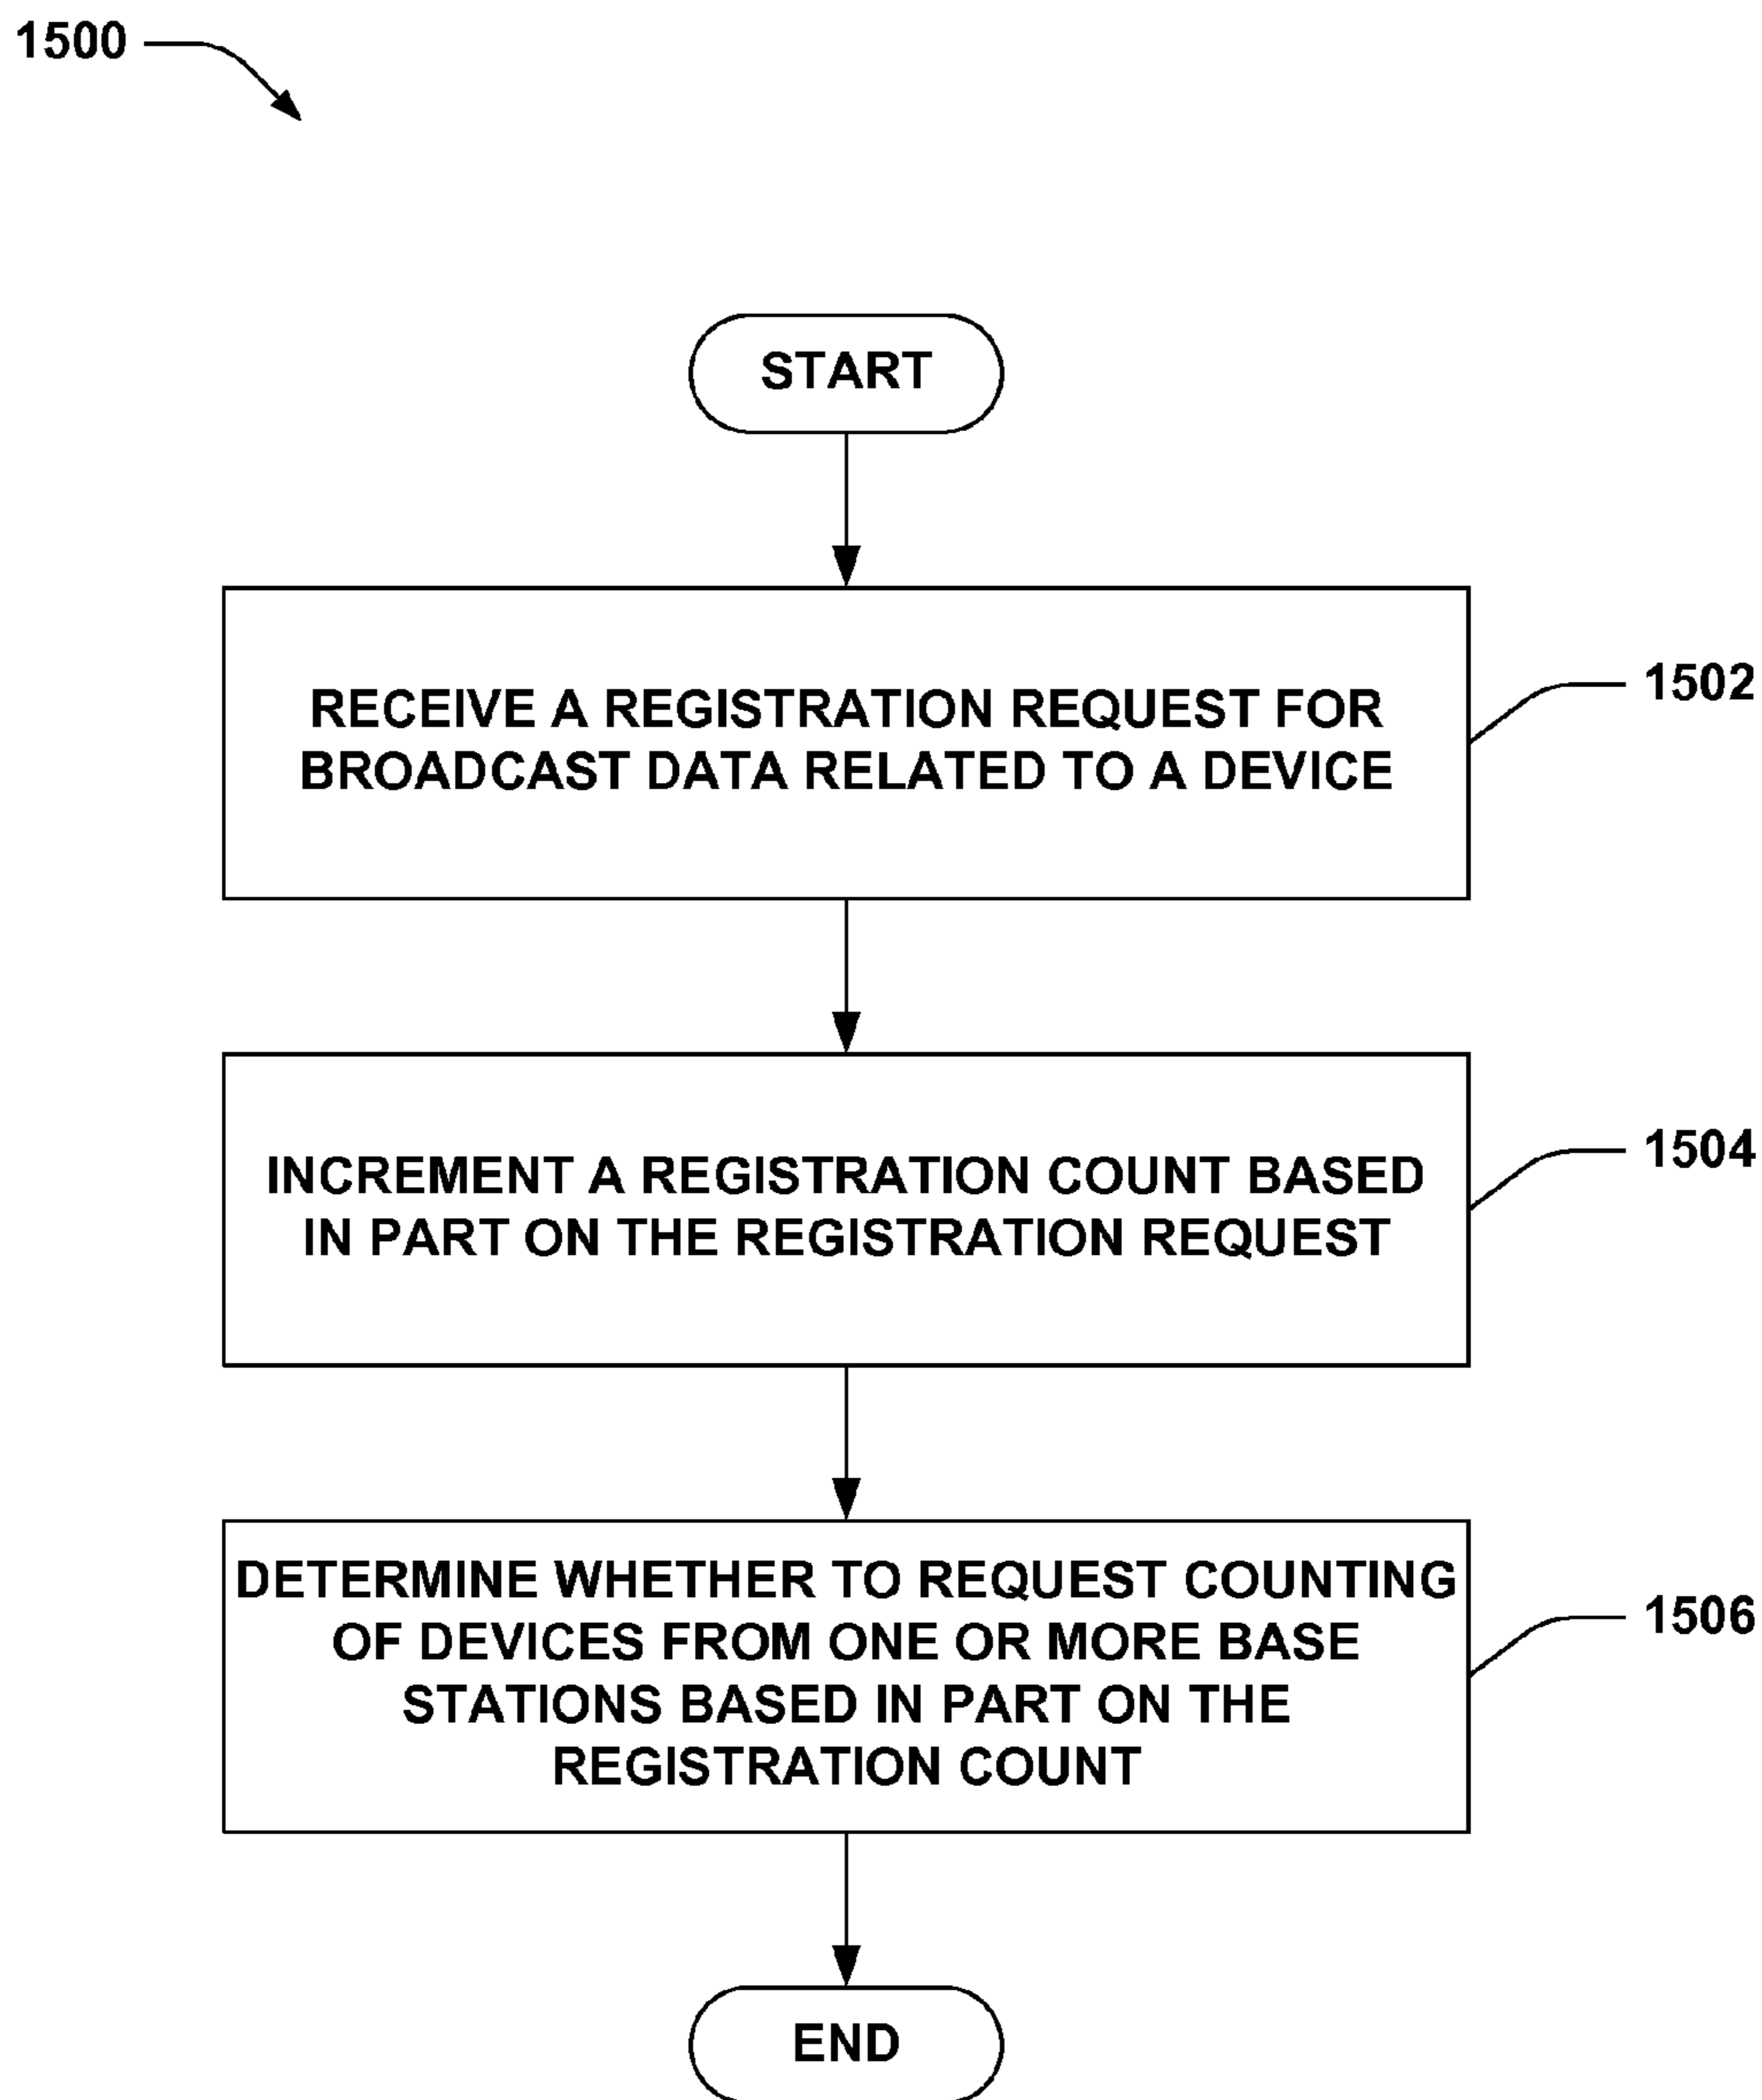 1500
START
RECEIVE A REGISTRATION REQUEST FOR
BROADCAST DATA RELATED TO A DEVICE
1502
INCREMENT A REGISTRATION COUNT BASED
IN PART ON THE REGISTRATION REQUEST
1504
DETERMINE WHETHER TO REQUEST COUNTING
OF DEVICES FROM ONE OR MORE BASE
STATIONS BASED IN PART ON THE
REGISTRATION COUNT
1506
END